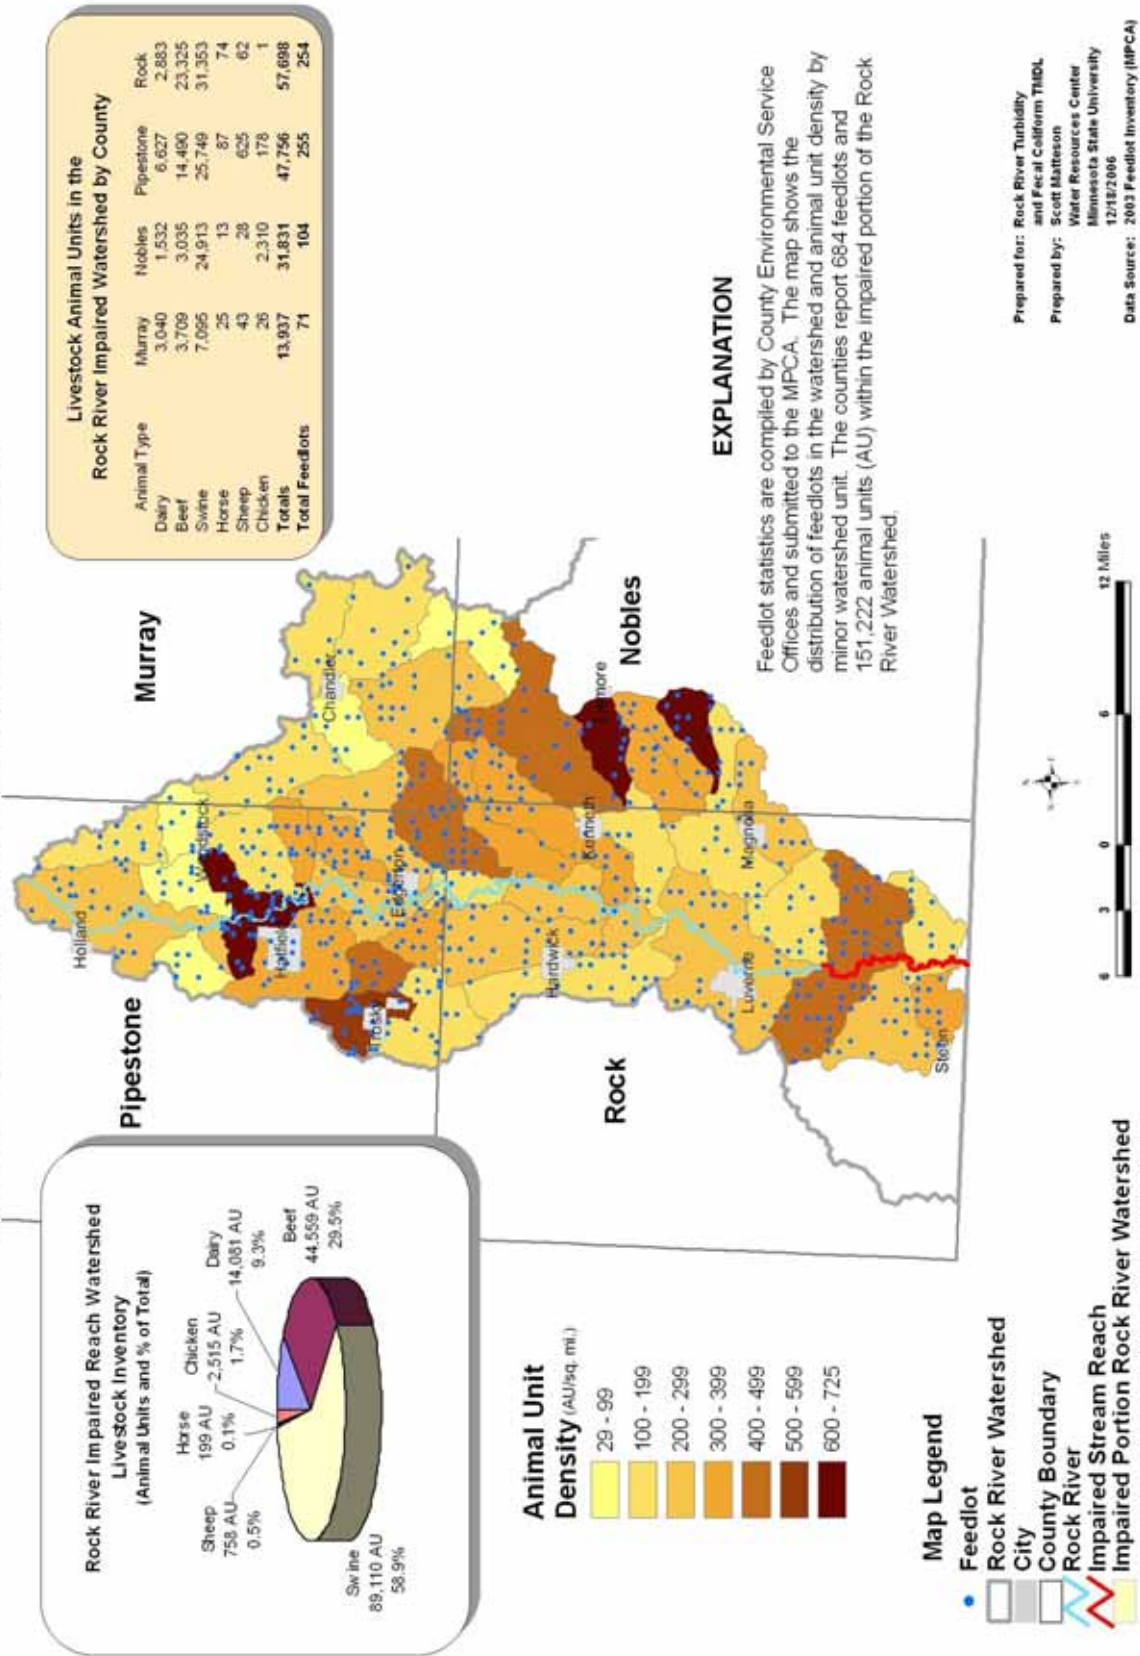 Rock River Impaired Reach Watershed
Livestock Inventory
(Animal Units and % of Total)
Sheep
758 AU
0.5%
Horse
199 AU
0.1%
Chicken
2,515 AU
1.7%
Dairy
14,081 AU
9.3%
Beef
44,559 AU
29.5%
Swine
89,110 AU
58.9%
Pipestone
Murray
Rock
Nobles
Holland
Woodstock
Hatfield
Trosky
Edgerton
Chandler
Hardwick
Kenneth
Luverne
Magnolia
Steen
Livestock Animal Units in the
Rock River Impaired Watershed by County
Animal Type Murray Nobles Pipestone Rock
Dairy 3,040 1,532 6,627 2,883
Beef 3,709 3,035 14,490 23,325
Swine 7,095 24,913 25,749 31,353
Horse 25 13 87 74
Sheep 43 28 625 62
Chicken 26 2,310 178 1
Totals 13,937 31,831 47,756 57,698
Total Feedlots 71 104 255 254
EXPLANATION
Feedlot statistics are compiled by County Environmental Service
Offices and submitted to the MPCA. The map shows the
distribution of feedlots in the watershed and animal unit density by
minor watershed unit. The counties report 684 feedlots and
151,222 animal units (AU) within the impaired portion of the Rock
River Watershed.
Animal Unit
Density (AU/sq. mi.)
29 - 99
100 - 199
200 - 299
300 - 399
400 - 499
500 - 599
600 - 725
Map Legend
Feedlot
Rock River Watershed
City
County Boundary
Rock River
Impaired Stream Reach
Impaired Portion Rock River Watershed
6 3 0 6 12 Miles
Prepared for: Rock River Turbidity
and Fecal Coliform TMDL
Prepared by: Scott Matteson
Water Resources Center
Minnesota State University
12/18/2006
Data Source: 2003 Feedlot Inventory (MPCA)